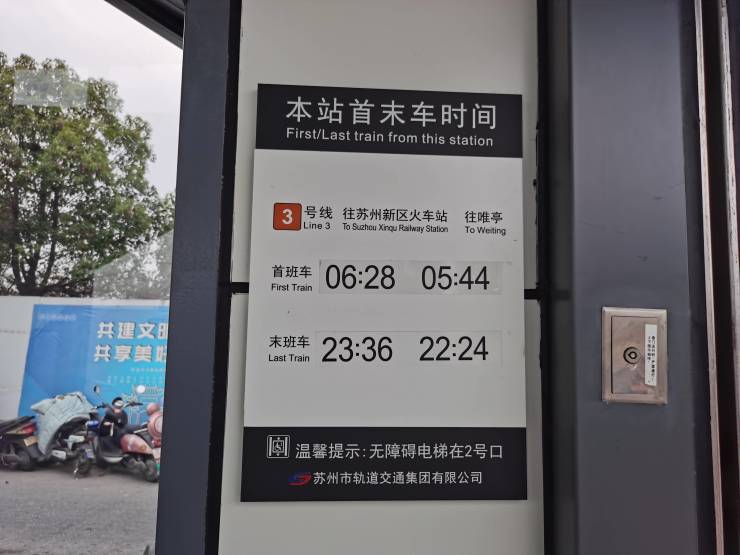 本站首末车时间
First/Last train from this station
3 号线 往苏州新区火车站 往唯亭
Line 3 To Suzhou Xinqu Railway Station To Weiting
首班车 06:28 05:44
First Train
末班车 23:36 22:24
Last Train
温馨提示:无障碍电梯在2号口
苏州市轨道交通集团有限公司
共建文明
共享美好